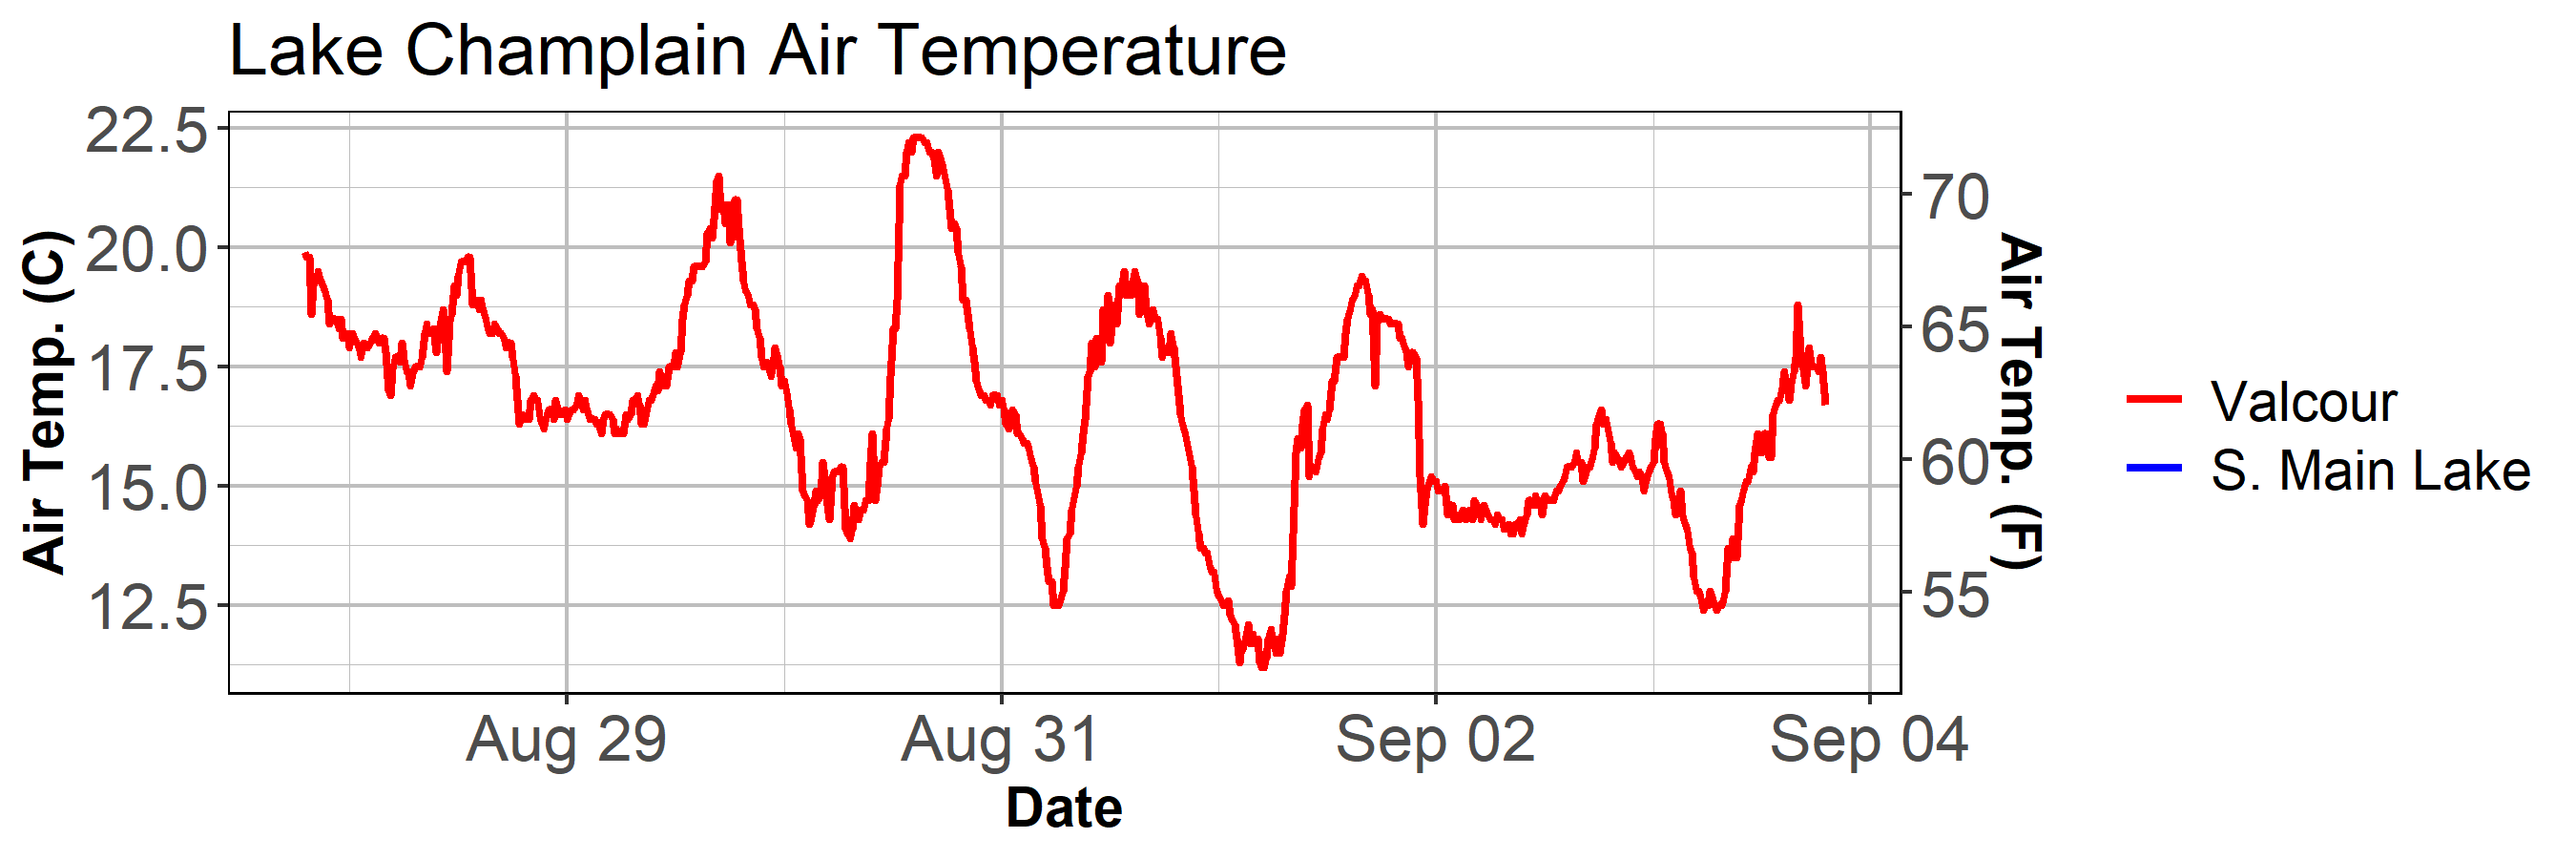 Lake Champlain Air Temperature
22.5
20.0
17.5
15.0
12.5
Air Temp. (C)
70
65
60
55
Air Temp. (F)
Aug 29
Aug 31
Sep 02
Sep 04
Date
Valcour
S. Main Lake